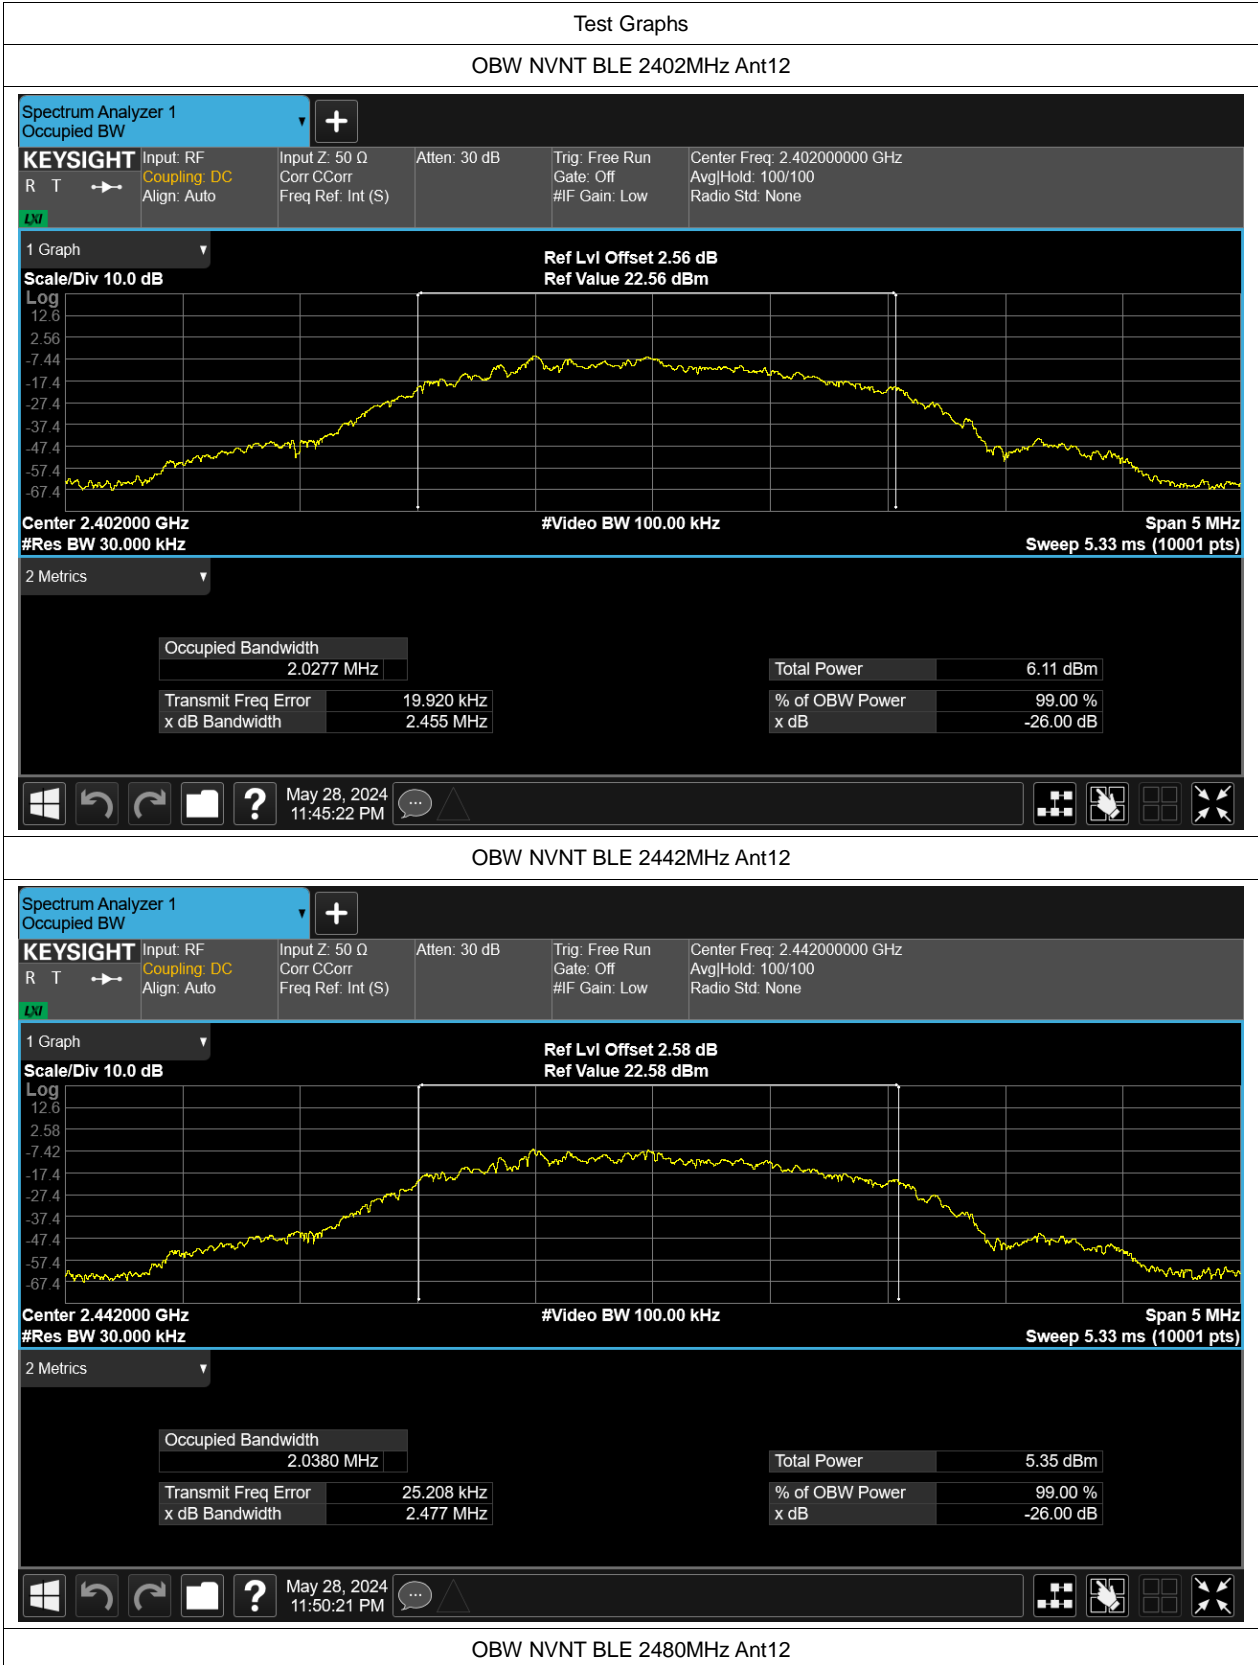 Test Graphs
OBW NVNT BLE 2402MHz Ant12
Spectrum Analyzer 1
Occupied BW
KEYSIGHT Input: RF Input Z: 50 Ω Atten: 30 dB Trig: Free Run Center Freq: 2.402000000 GHz
R T Coupling: DC Corr CCorr Gate: Off Avg|Hold: 100/100
Align: Auto Freq Ref: Int (S) #IF Gain: Low Radio Std: None
LXI
1 Graph
Ref Lvl Offset 2.56 dB
Scale/Div 10.0 dB Ref Value 22.56 dBm
Log
12.6
2.56
-7.44
-17.4
-27.4
-37.4
-47.4
-57.4
-67.4
Center 2.402000 GHz #Video BW 100.00 kHz Span 5 MHz
#Res BW 30.000 kHz Sweep 5.33 ms (10001 pts)
2 Metrics
Occupied Bandwidth
2.0277 MHz Total Power 6.11 dBm
Transmit Freq Error 19.920 kHz % of OBW Power 99.00 %
x dB Bandwidth 2.455 MHz x dB -26.00 dB
May 28, 2024
11:45:22 PM
OBW NVNT BLE 2442MHz Ant12
Spectrum Analyzer 1
Occupied BW
KEYSIGHT Input: RF Input Z: 50 Ω Atten: 30 dB Trig: Free Run Center Freq: 2.442000000 GHz
R T Coupling: DC Corr CCorr Gate: Off Avg|Hold: 100/100
Align: Auto Freq Ref: Int (S) #IF Gain: Low Radio Std: None
LXI
1 Graph
Ref Lvl Offset 2.58 dB
Scale/Div 10.0 dB Ref Value 22.58 dBm
Log
12.6
2.58
-7.42
-17.4
-27.4
-37.4
-47.4
-57.4
-67.4
Center 2.442000 GHz #Video BW 100.00 kHz Span 5 MHz
#Res BW 30.000 kHz Sweep 5.33 ms (10001 pts)
2 Metrics
Occupied Bandwidth
2.0380 MHz Total Power 5.35 dBm
Transmit Freq Error 25.208 kHz % of OBW Power 99.00 %
x dB Bandwidth 2.477 MHz x dB -26.00 dB
May 28, 2024
11:50:21 PM
OBW NVNT BLE 2480MHz Ant12